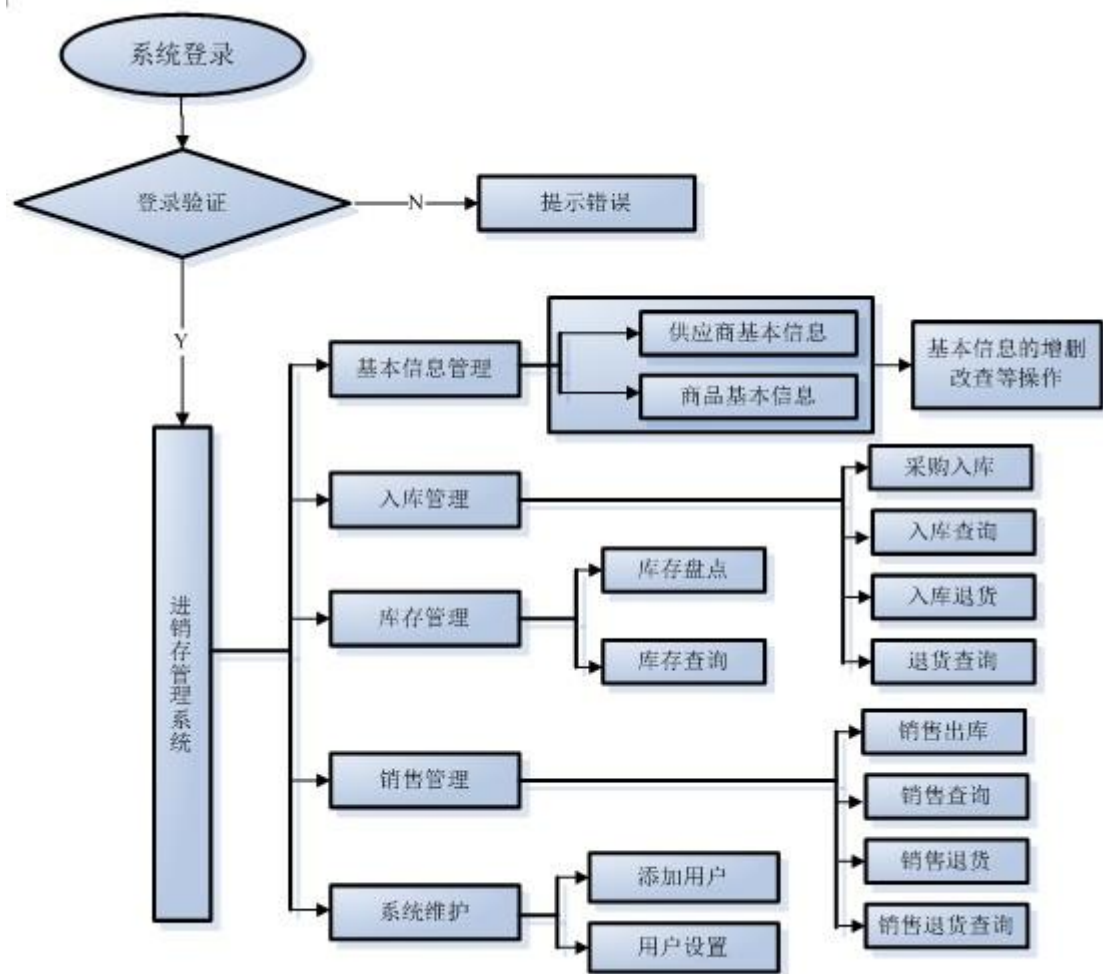 系统登录
登录验证
N
提示错误
Y
供应商基本信息
基本信息管理
商品基本信息
基本信息的增删
改查等操作
进销存管理系统
采购入库
入库管理
入库查询
库存盘点
入库退货
库存管理
库存查询
退货查询
销售出库
销售管理
销售查询
销售退货
添加用户
系统维护
销售退货查询
用户设置